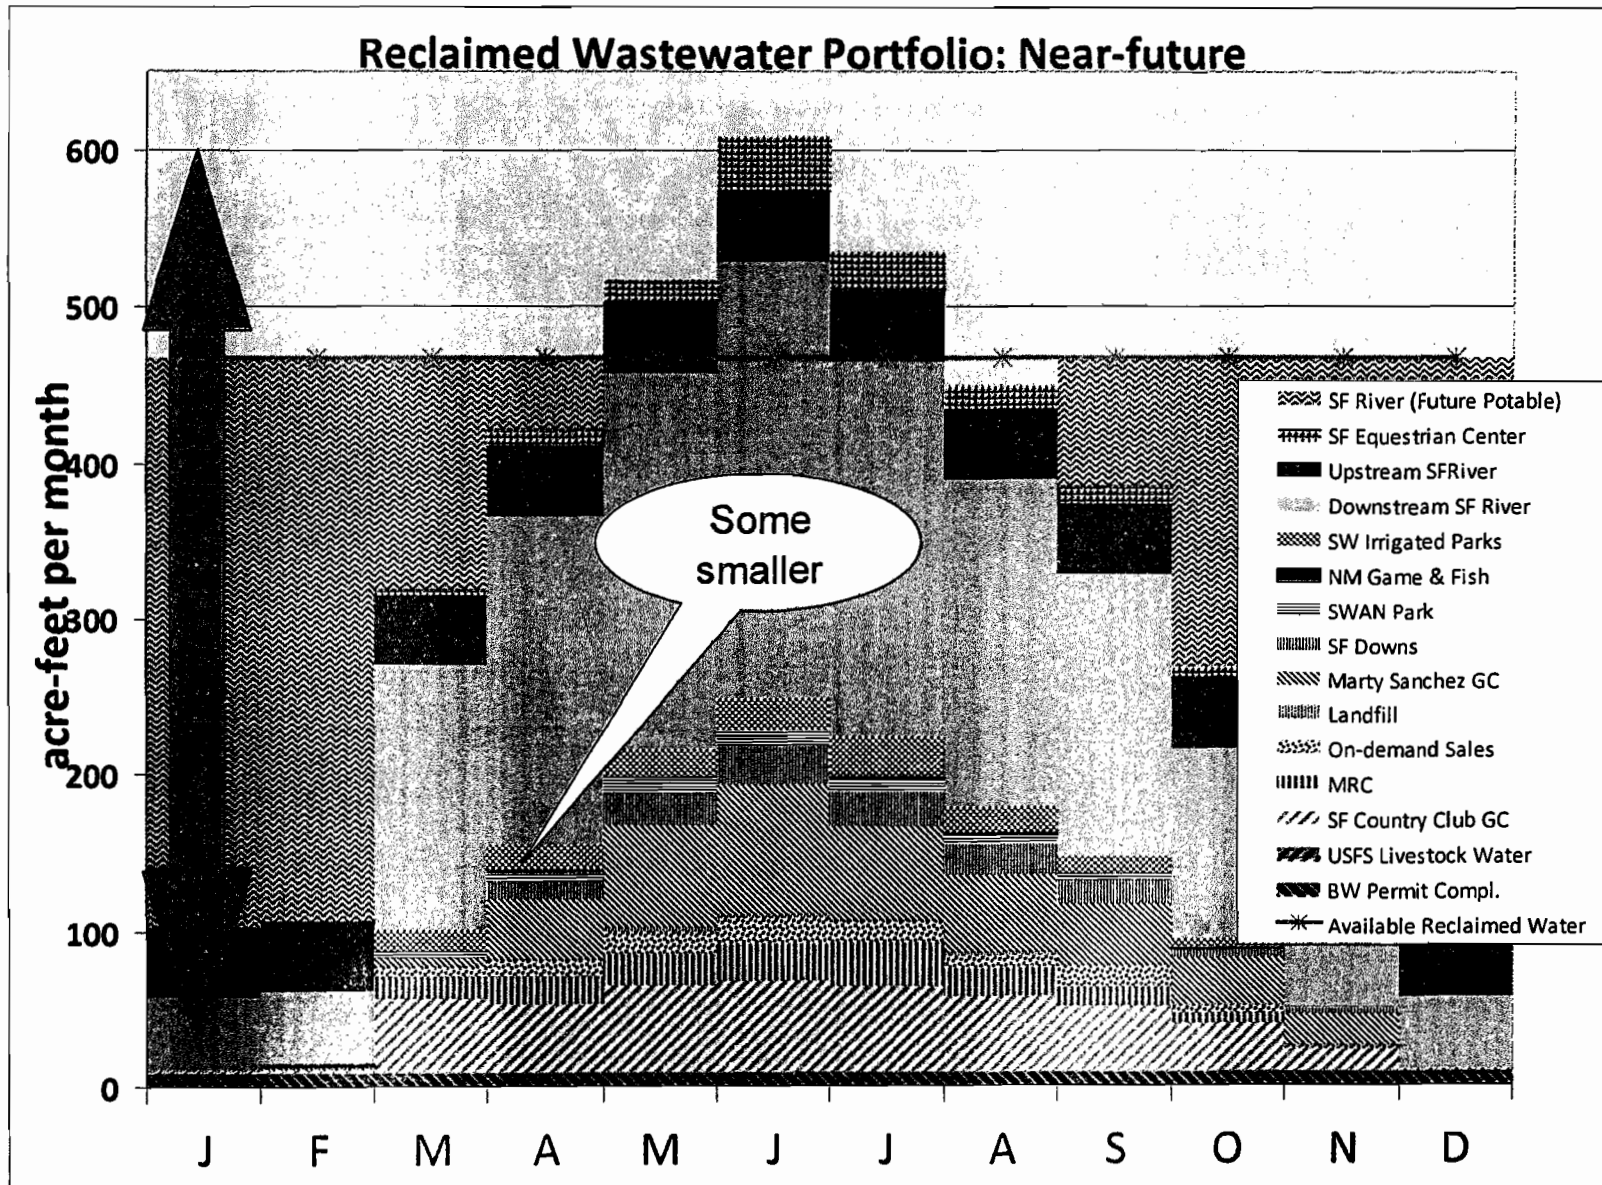 Reclaimed Wastewater Portfolio: Near-future
acre-feet per month
600
500
400
300
200
100
0
Some
smaller
SF River (Future Potable)
SF Equestrian Center
Upstream SFRiver
Downstream SF River
SW Irrigated Parks
NM Game & Fish
SWAN Park
SF Downs
Marty Sanchez GC
Landfill
On-demand Sales
MRC
SF Country Club GC
USFS Livestock Water
BW Permit Compl.
Available Reclaimed Water
J F M A M J J A S O N D